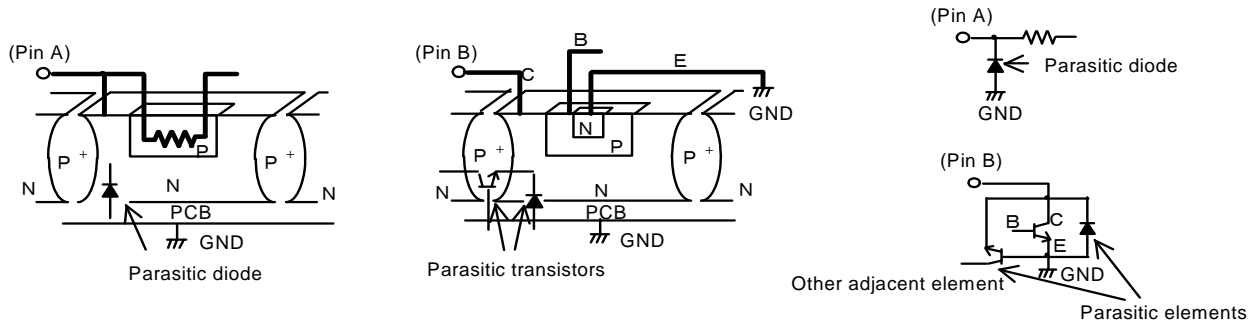 (Pin A)
P
P +
P +
N
N
N
PCB
GND
Parasitic diode
(Pin B)
B
C
E
GND
N
P
P +
P +
N
N
N
PCB
GND
Parasitic transistors
(Pin A)
Parasitic diode
GND
(Pin B)
B
C
E
GND
Other adjacent element
Parasitic elements